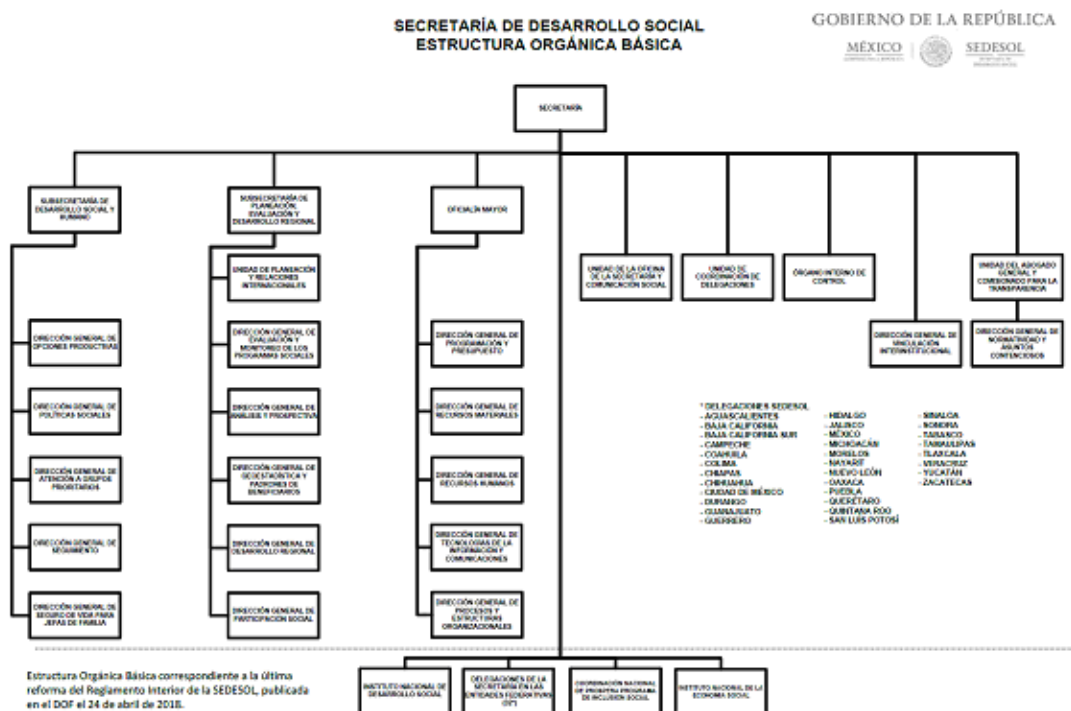 SECRETARÍA DE DESARROLLO SOCIAL
ESTRUCTURA ORGÁNICA BÁSICA
GOBIERNO DE LA REPÚBLICA
MÉXICO
SEDESOL
SECRETARÍA
SUBSECRETARÍA DE
DESARROLLO SOCIAL Y
HUMANO
SUBSECRETARÍA DE
PLANEACIÓN,
EVALUACIÓN Y
DESARROLLO REGIONAL
OFICIALÍA MAYOR
UNIDAD DE LA OFICINA
DE LA SECRETARÍA Y
COMUNICACIÓN SOCIAL
UNIDAD DE
COORDINACIÓN DE
DELEGACIONES
ÓRGANO INTERNO DE
CONTROL
UNIDAD DEL ABOGADO
GENERAL Y
COMISIONADO PARA LA
TRANSPARENCIA
DIRECCIÓN GENERAL DE
VINCULACIÓN
INTERINSTITUCIONAL
DIRECCIÓN GENERAL DE
NORMATIVIDAD Y
ASUNTOS
CONTENCIOSOS
UNIDAD DE PLANEACIÓN
Y RELACIONES
INTERNACIONALES
DIRECCIÓN GENERAL DE
OPCIONES PRODUCTIVAS
DIRECCIÓN GENERAL DE
EVALUACIÓN Y
MONITOREO DE LOS
PROGRAMAS SOCIALES
DIRECCIÓN GENERAL DE
PROGRAMACIÓN Y
PRESUPUESTO
DIRECCIÓN GENERAL DE
POLÍTICAS SOCIALES
DIRECCIÓN GENERAL DE
ANÁLISIS Y PROSPECTIVA
DIRECCIÓN GENERAL DE
RECURSOS MATERIALES
DIRECCIÓN GENERAL DE
ATENCIÓN A GRUPOS
PRIORITARIOS
DIRECCIÓN GENERAL DE
GEOESTADÍSTICA Y
PADRONES DE
BENEFICIARIOS
DIRECCIÓN GENERAL DE
RECURSOS HUMANOS
DIRECCIÓN GENERAL DE
SEGUIMIENTO
DIRECCIÓN GENERAL DE
DESARROLLO REGIONAL
DIRECCIÓN GENERAL DE
TECNOLOGÍAS DE LA
INFORMACIÓN Y
COMUNICACIONES
DIRECCIÓN GENERAL DE
SEGURO DE VIDA PARA
JEFAS DE FAMILIA
DIRECCIÓN GENERAL DE
PARTICIPACIÓN SOCIAL
DIRECCIÓN GENERAL DE
PROCESOS Y
ESTRUCTURAS
ORGANIZACIONALES
* DELEGACIONES SEDESOL
- AGUASCALIENTES
- BAJA CALIFORNIA
- BAJA CALIFORNIA SUR
- CAMPECHE
- COAHUILA
- COLIMA
- CHIAPAS
- CHIHUAHUA
- CIUDAD DE MÉXICO
- DURANGO
- GUANAJUATO
- GUERRERO
- HIDALGO
- JALISCO
- MÉXICO
- MICHOACÁN
- MORELOS
- NAYARIT
- NUEVO LEÓN
- OAXACA
- PUEBLA
- QUERÉTARO
- QUINTANA ROO
- SAN LUIS POTOSÍ
- SINALOA
- SONORA
- TABASCO
- TAMAULIPAS
- TLAXCALA
- VERACRUZ
- YUCATÁN
- ZACATECAS
INSTITUTO NACIONAL DE
DESARROLLO SOCIAL
DELEGACIONES DE LA
SECRETARÍA EN LAS
ENTIDADES FEDERATIVAS
COORDINACIÓN NACIONAL
DE PROSPERA PROGRAMA
DE INCLUSIÓN SOCIAL
INSTITUTO NACIONAL DE LA
ECONOMÍA SOCIAL
Estructura Orgánica Básica correspondiente a la última
reforma del Reglamento Interior de la SEDESOL, publicada
en el DOF el 24 de abril de 2018.